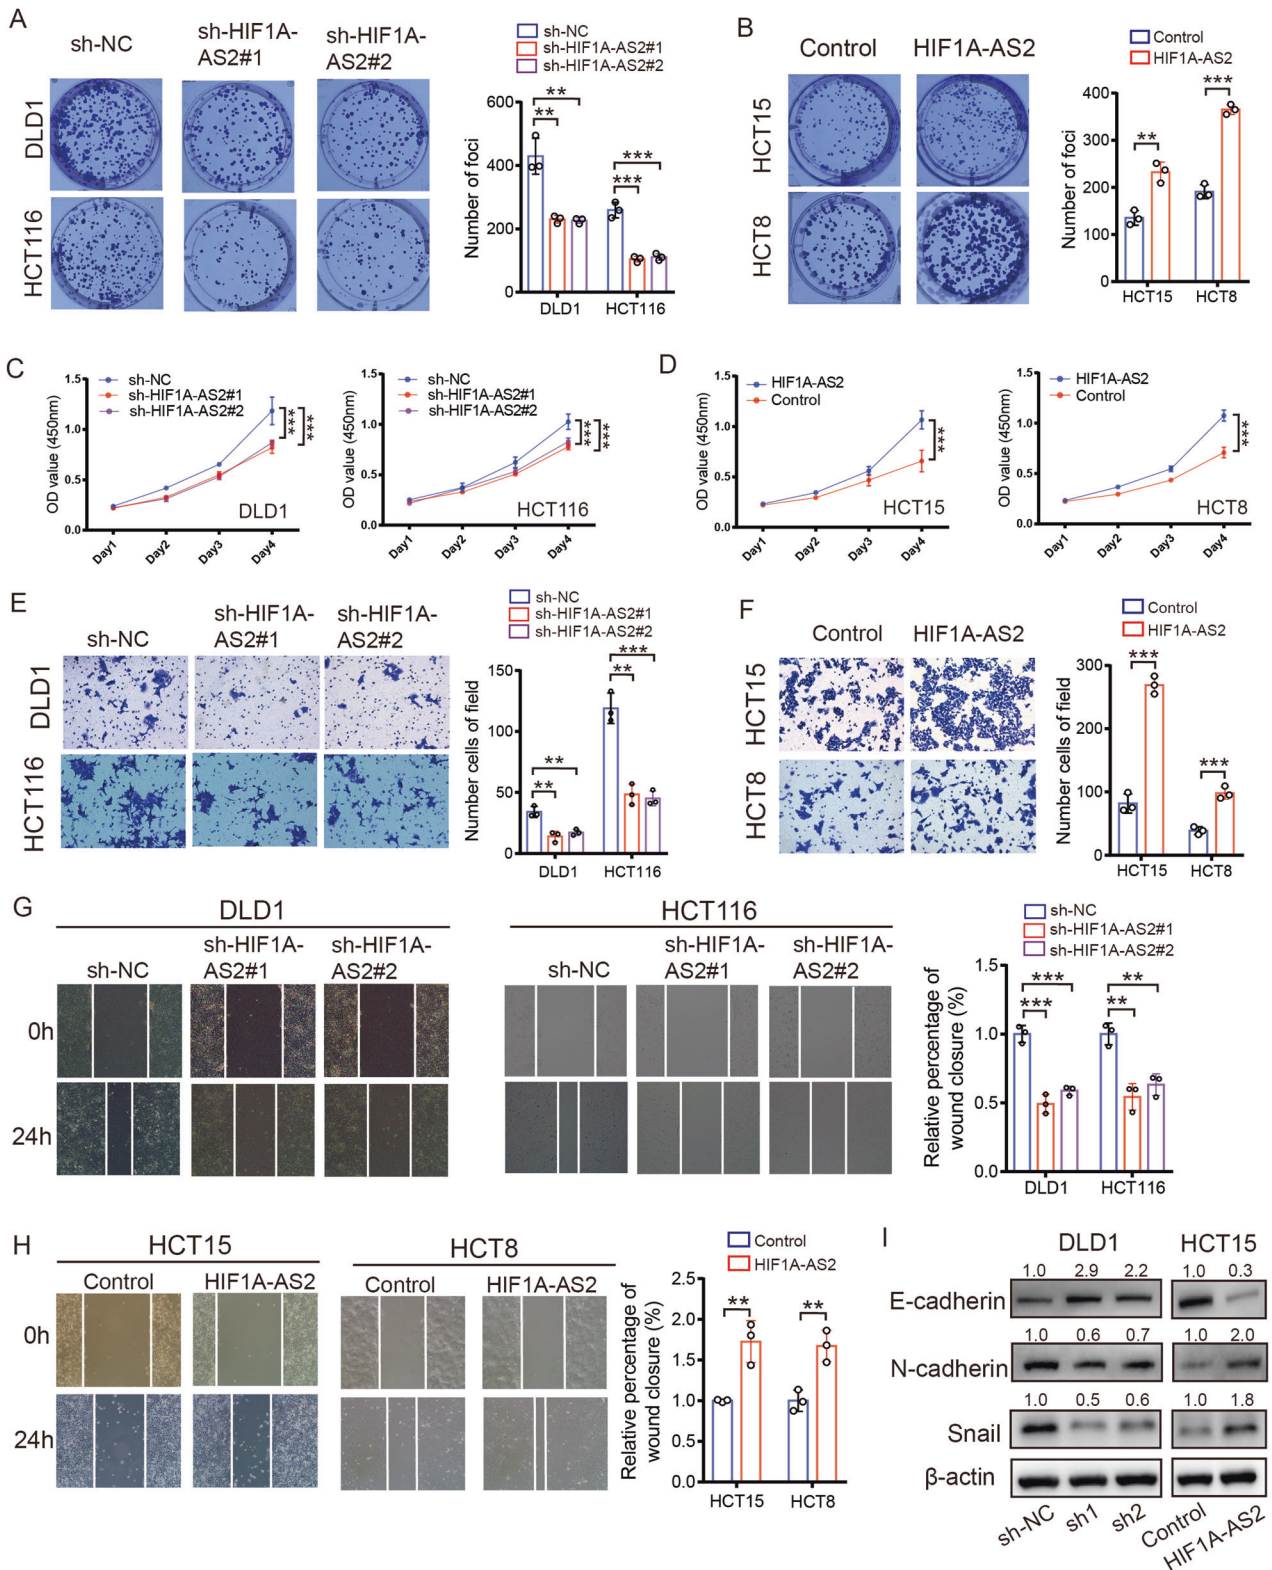 A
sh-NC
sh-HIF1A-
AS2#1
sh-HIF1A-
AS2#2
DLD1
HCT116
sh-NC
sh-HIF1A-AS2#1
sh-HIF1A-AS2#2
Number of foci
600
400
200
0
**
**
***
***
DLD1
HCT116
B
Control
HIF1A-AS2
HCT15
HCT8
Control
HIF1A-AS2
Number of foci
400
300
200
100
0
**
***
HCT15
HCT8
C
OD value (450nm)
1.5
1.0
0.5
0.0
sh-NC
sh-HIF1A-AS2#1
sh-HIF1A-AS2#2
***
***
DLD1
Day1
Day2
Day3
Day4
OD value (450nm)
1.5
1.0
0.5
0.0
sh-NC
sh-HIF1A-AS2#1
sh-HIF1A-AS2#2
***
***
HCT116
Day1
Day2
Day3
Day4
D
OD value (450nm)
1.5
1.0
0.5
0.0
HIF1A-AS2
Control
***
HCT15
Day1
Day2
Day3
Day4
OD value (450nm)
1.5
1.0
0.5
0.0
HIF1A-AS2
Control
***
HCT8
Day1
Day2
Day3
Day4
E
sh-NC
sh-HIF1A-
AS2#1
sh-HIF1A-
AS2#2
DLD1
HCT116
sh-NC
sh-HIF1A-AS2#1
sh-HIF1A-AS2#2
Number cells of field
150
100
50
0
**
**
***
**
DLD1
HCT116
F
Control
HIF1A-AS2
HCT15
HCT8
Control
HIF1A-AS2
Number cells of field
300
200
100
0
***
***
HCT15
HCT8
G
DLD1
sh-NC
sh-HIF1A-
AS2#1
sh-HIF1A-
AS2#2
0h
24h
HCT116
sh-NC
sh-HIF1A-
AS2#1
sh-HIF1A-
AS2#2
sh-NC
sh-HIF1A-AS2#1
sh-HIF1A-AS2#2
Relative percentage of
wound closure (%)
1.5
1.0
0.5
0.0
***
***
**
**
DLD1
HCT116
H
HCT15
Control
HIF1A-AS2
0h
24h
HCT8
Control
HIF1A-AS2
Control
HIF1A-AS2
Relative percentage of
wound closure (%)
2.5
2.0
1.5
1.0
0.5
0.0
**
**
HCT15
HCT8
I
DLD1
HCT15
1.0 2.9 2.2 1.0 0.3
E-cadherin
1.0 0.6 0.7 1.0 2.0
N-cadherin
1.0 0.5 0.6 1.0 1.8
Snail
β-actin
sh-NC
sh1
sh2
Control
HIF1A-AS2